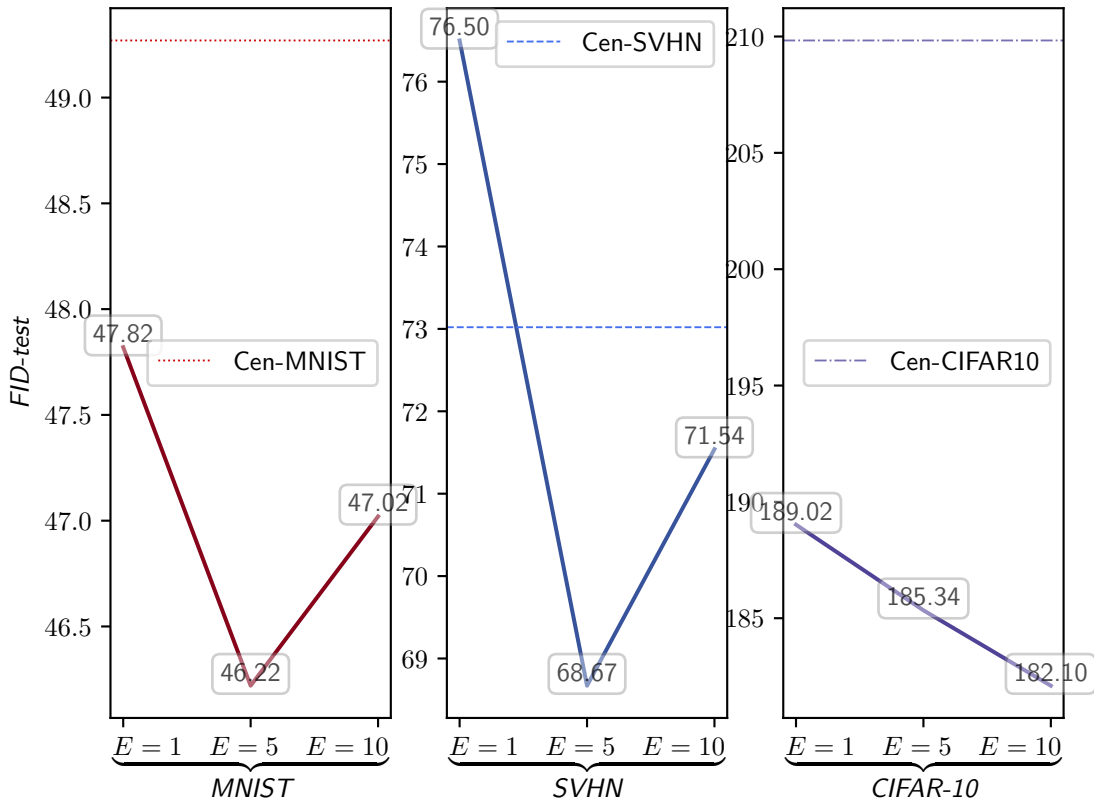 FID-test
49.0
48.5
48.0
47.5
47.0
46.5
47.82
46.22
47.02
Cen-MNIST
E = 1
E = 5
E = 10
MNIST
76
75
74
73
72
71
70
69
76.50
68.67
71.54
Cen-SVHN
E = 1
E = 5
E = 10
SVHN
210
205
200
195
190
185
189.02
185.34
182.10
Cen-CIFAR10
E = 1
E = 5
E = 10
CIFAR-10